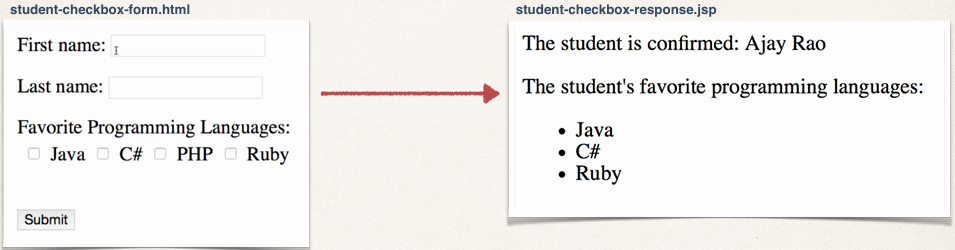 student-checkbox-form.html
First name:
Last name:
Favorite Programming Languages:
Java C# PHP Ruby
Submit
student-checkbox-response.jsp
The student is confirmed: Ajay Rao
The student's favorite programming languages:
• Java
• C#
• Ruby